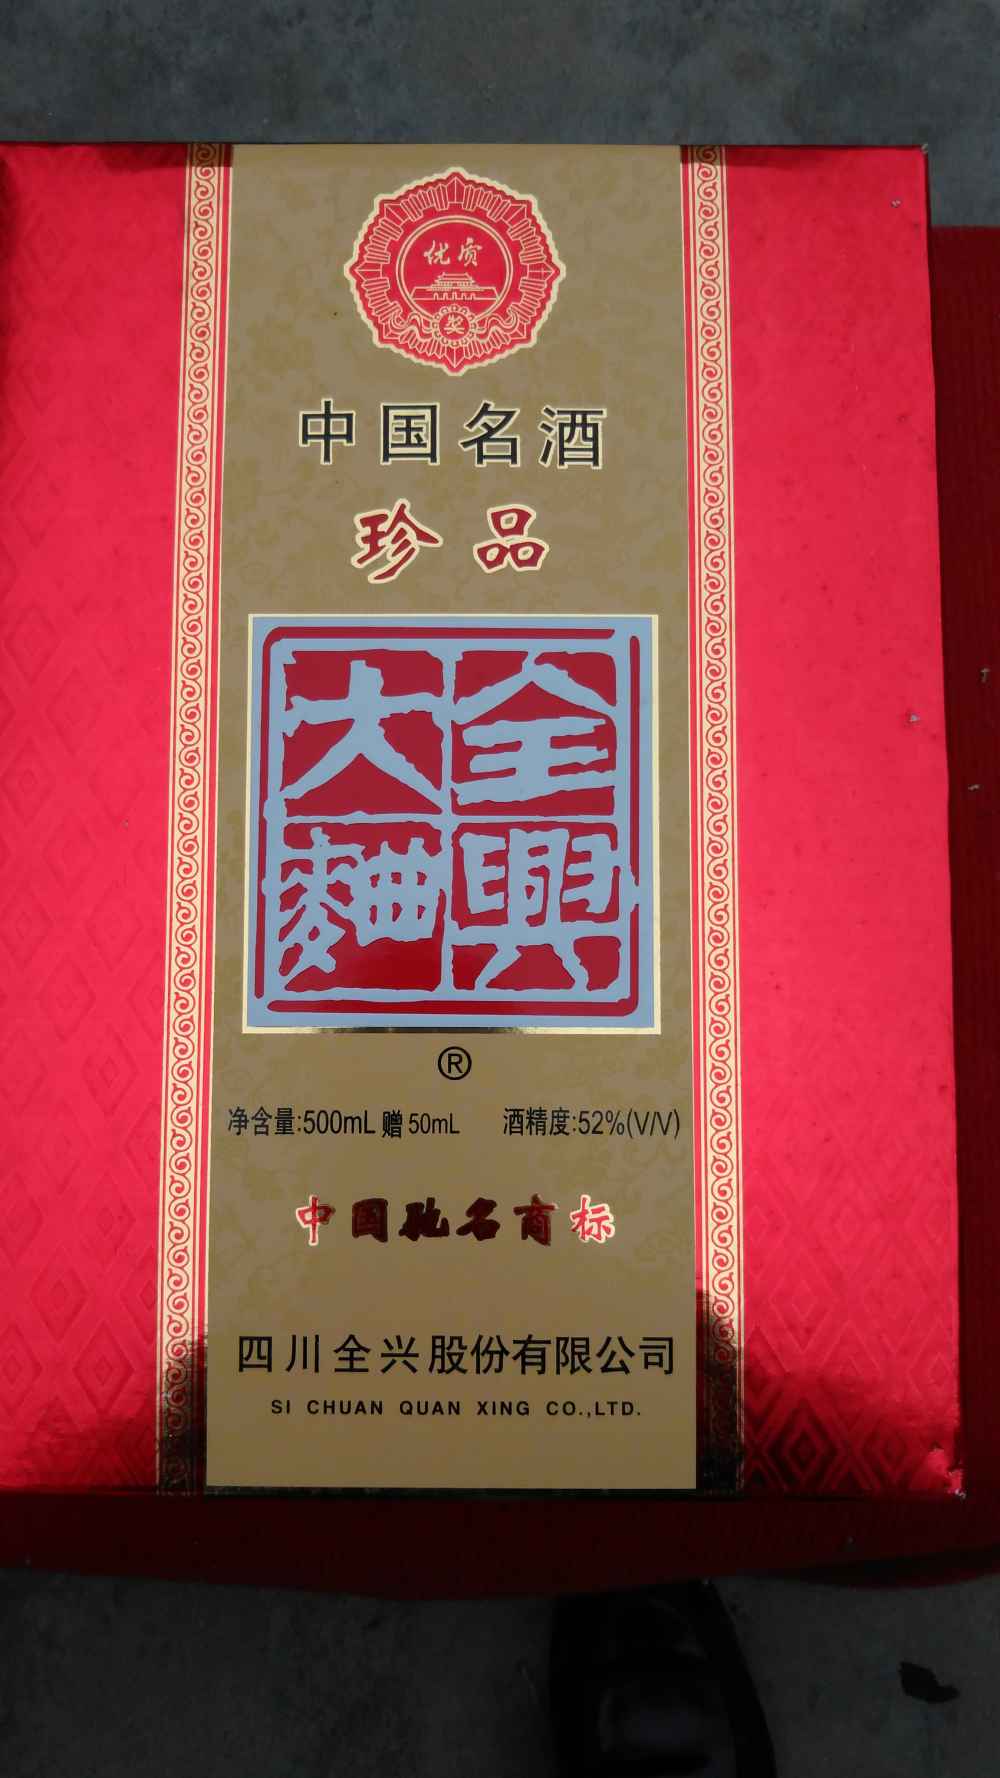 优质
奖
中国名酒
珍品
全興
大麯
®
净含量:500mL 赠 50mL 酒精度:52%(V/V)
中国驰名商标
四川全兴股份有限公司
SI CHUAN QUAN XING CO.,LTD.